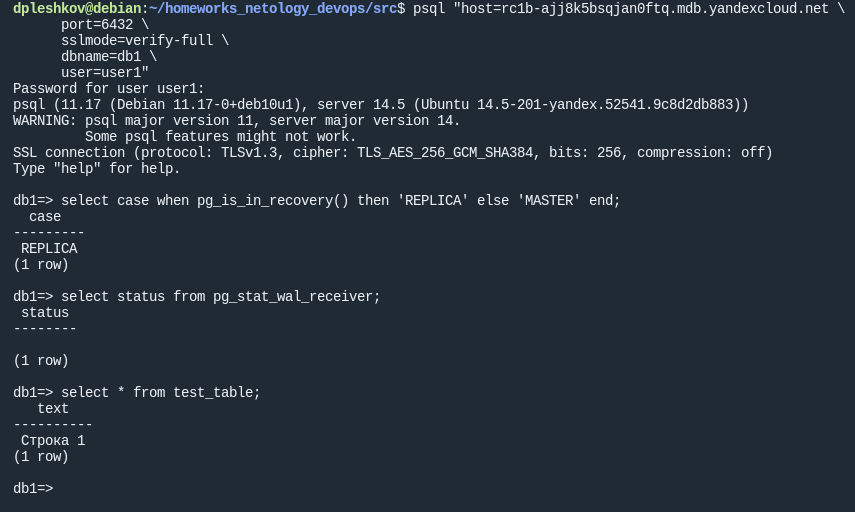 dpleshkov@debian:~/homeworks_netology_devops/src$ psql "host=rc1b-ajj8k5bsqjan0ftq.mdb.yandexcloud.net \
      port=6432 \
      sslmode=verify-full \
      dbname=db1 \
      user=user1"
Password for user user1:
psql (11.17 (Debian 11.17-0+deb10u1), server 14.5 (Ubuntu 14.5-201-yandex.52541.9c8d2db883))
WARNING: psql major version 11, server major version 14.
         Some psql features might not work.
SSL connection (protocol: TLSv1.3, cipher: TLS_AES_256_GCM_SHA384, bits: 256, compression: off)
Type "help" for help.

db1=> select case when pg_is_in_recovery() then 'REPLICA' else 'MASTER' end;
  case
---------
 REPLICA
(1 row)

db1=> select status from pg_stat_wal_receiver;
 status
--------

(1 row)

db1=> select * from test_table;
   text
----------
 Строка 1
(1 row)

db1=>